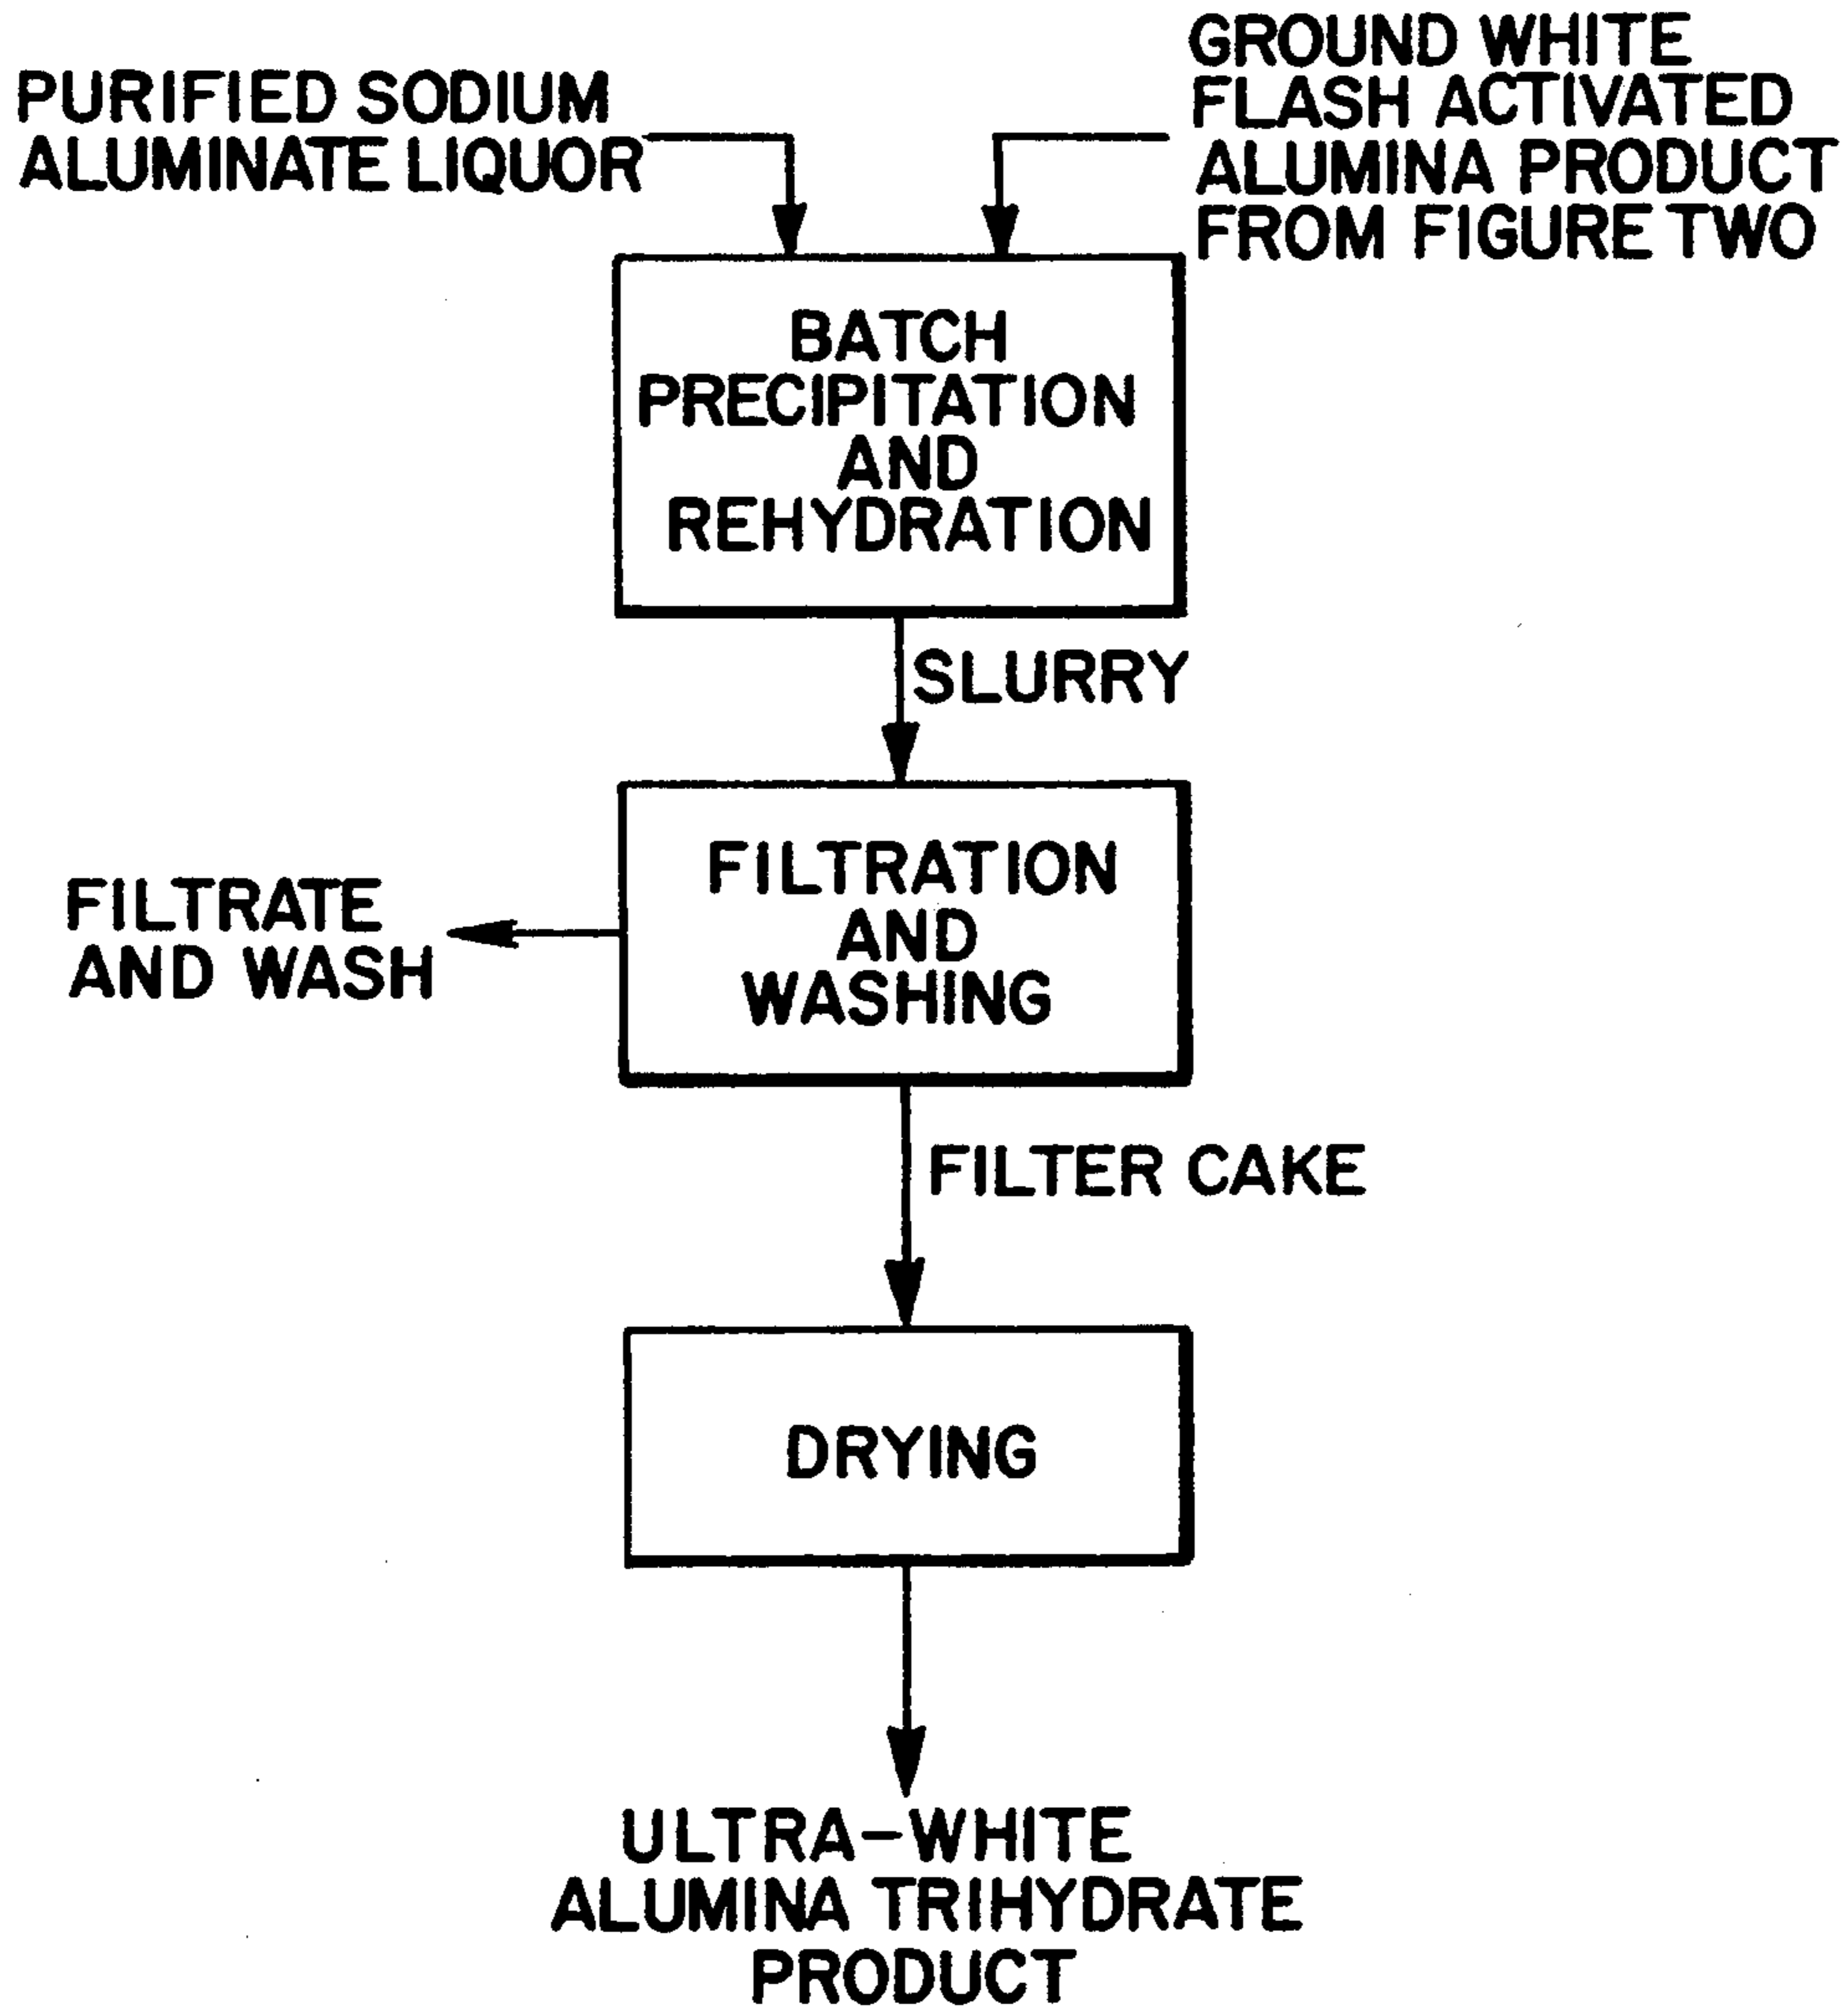 PURIFIED SODIUM
ALUMINATE LIQUOR
GROUND WHITE
FLASH ACTIVATED
ALUMINA PRODUCT
FROM FIGURE TWO
BATCH
PRECIPITATION
AND
REHYDRATION
SLURRY
FILTRATION
AND
WASHING
FILTRATE
AND WASH
FILTER CAKE
DRYING
ULTRA-WHITE
ALUMINA TRIHYDRATE
PRODUCT